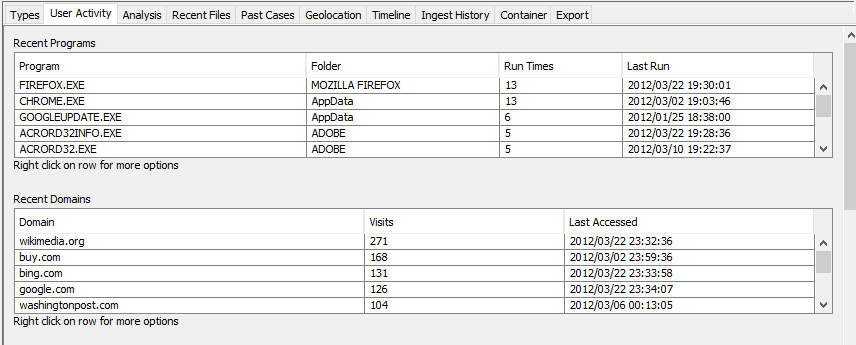 Types User Activity Analysis Recent Files Past Cases Geolocation Timeline Ingest History Container Export
Recent Programs
Program Folder Run Times Last Run
FIREFOX.EXE MOZILLA FIREFOX 13 2012/03/22 19:30:01
CHROME.EXE AppData 13 2012/03/02 19:03:46
GOOGLEUPDATE.EXE AppData 6 2012/01/25 18:38:00
ACRORD32INFO.EXE ADOBE 5 2012/03/22 19:28:36
ACRORD32.EXE ADOBE 5 2012/03/10 19:22:37
Right click on row for more options
Recent Domains
Domain Visits Last Accessed
wikimedia.org 271 2012/03/22 23:32:36
buy.com 168 2012/03/02 23:59:36
bing.com 131 2012/03/22 23:33:58
google.com 126 2012/03/22 23:34:07
washingtonpost.com 104 2012/03/06 00:13:05
Right click on row for more options